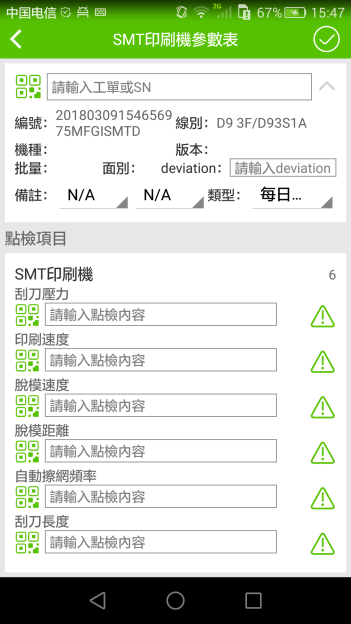 中国电信 2G 67% 15:47
SMT印刷機參數表
請輸入工單或SN
編號: 201803091546569
75MFGISMTD
線別: D9 3F/D93S1A
機種: 版本:
批量: 面別: deviation: 請輸入deviation
備註: N/A N/A 類型: 每日...
點檢項目
SMT印刷機 6
刮刀壓力
請輸入點檢內容
印刷速度
請輸入點檢內容
脫模速度
請輸入點檢內容
脫模距離
請輸入點檢內容
自動擦網頻率
請輸入點檢內容
刮刀長度
請輸入點檢內容